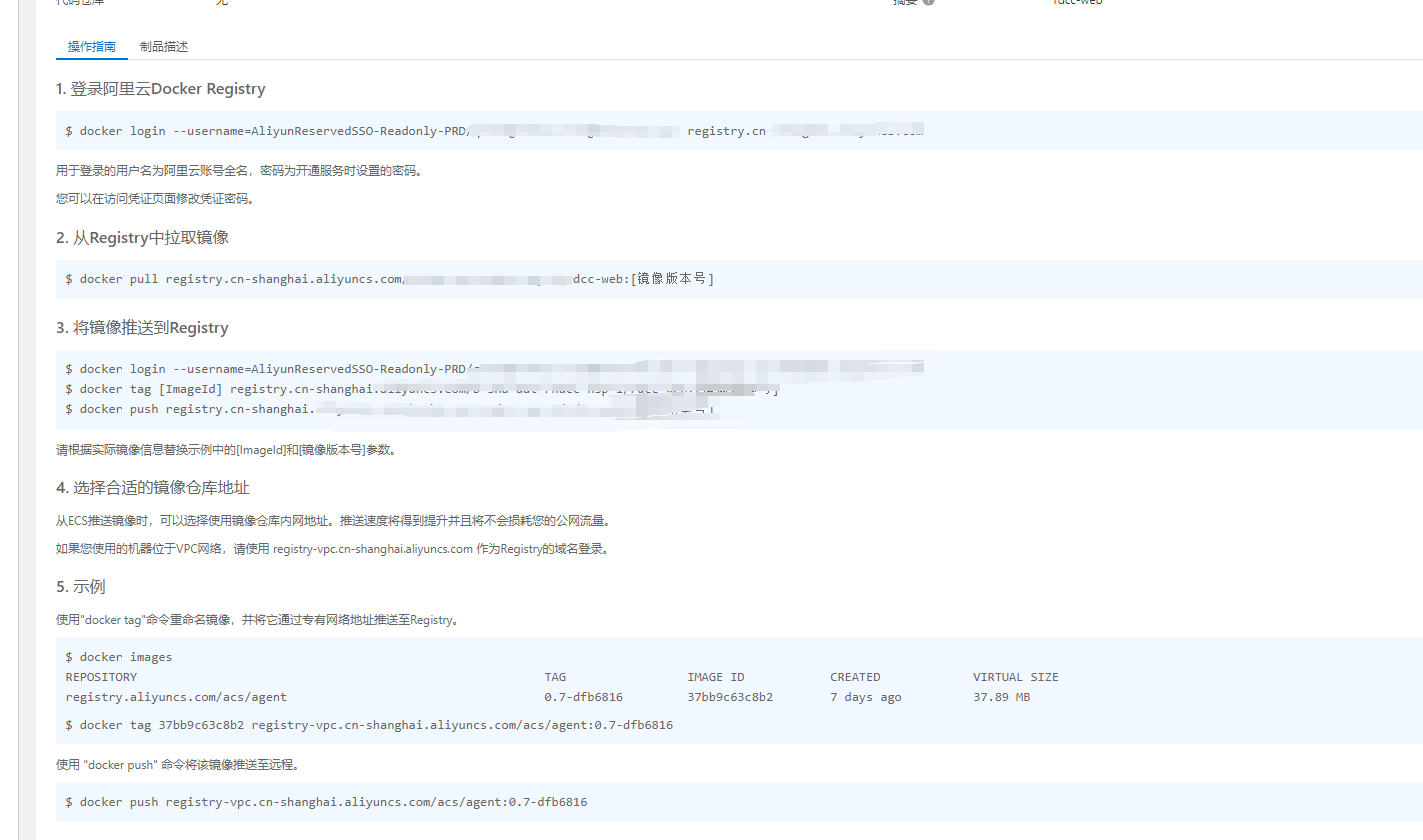 代码仓库 无 摘要 rdcc-web
操作指南 制品描述
1. 登录阿里云Docker Registry
$ docker login --username=AliyunReservedSSO-Readonly-PRD/ registry.cn-
用于登录的用户名为阿里云账号全名，密码为开通服务时设置的密码。
您可以在访问凭证页面修改凭证密码。
2. 从Registry中拉取镜像
$ docker pull registry.cn-shanghai.aliyuncs.com/ dcc-web:[镜像版本号]
3. 将镜像推送到Registry
$ docker login --username=AliyunReservedSSO-Readonly-PRD/
$ docker tag [ImageId] registry.cn-shanghai.
$ docker push registry.cn-shanghai.
请根据实际镜像信息替换示例中的[ImageId]和[镜像版本号]参数。
4. 选择合适的镜像仓库地址
从ECS推送镜像时，可以选择使用镜像仓库内网地址。推送速度将得到提升并且将不会损耗您的公网流量。
如果您使用的机器位于VPC网络，请使用 registry-vpc.cn-shanghai.aliyuncs.com 作为Registry的域名登录。
5. 示例
使用"docker tag"命令重命名镜像，并将它通过专有网络地址推送至Registry。
$ docker images
REPOSITORY TAG IMAGE ID CREATED VIRTUAL SIZE
registry.aliyuncs.com/acs/agent 0.7-dfb6816 37bb9c63c8b2 7 days ago 37.89 MB
$ docker tag 37bb9c63c8b2 registry-vpc.cn-shanghai.aliyuncs.com/acs/agent:0.7-dfb6816
使用 "docker push" 命令将该镜像推送至远程。
$ docker push registry-vpc.cn-shanghai.aliyuncs.com/acs/agent:0.7-dfb6816